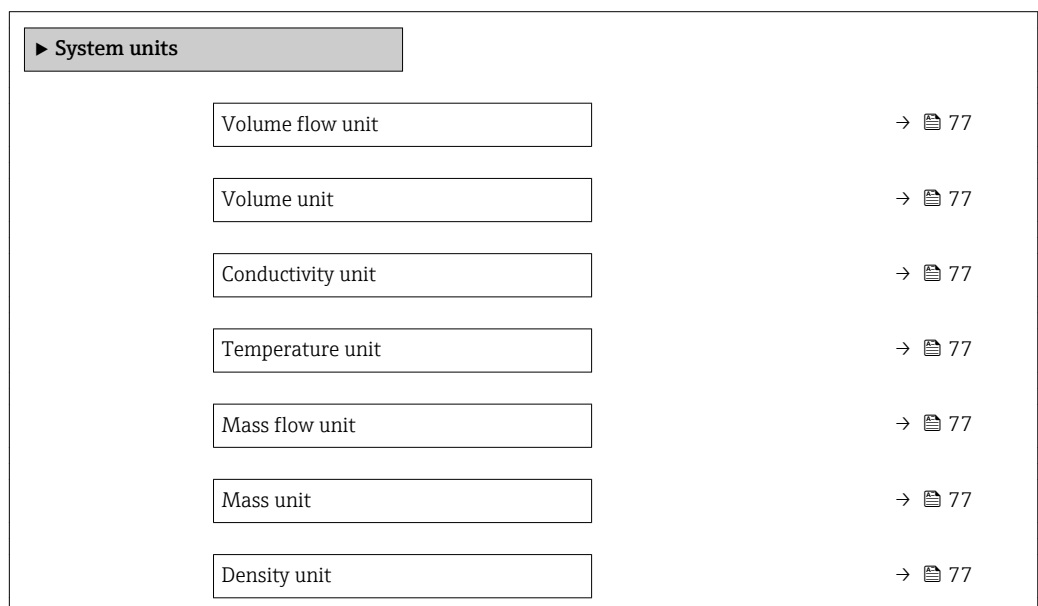 ▶ System units
Volume flow unit → 77
Volume unit → 77
Conductivity unit → 77
Temperature unit → 77
Mass flow unit → 77
Mass unit → 77
Density unit → 77